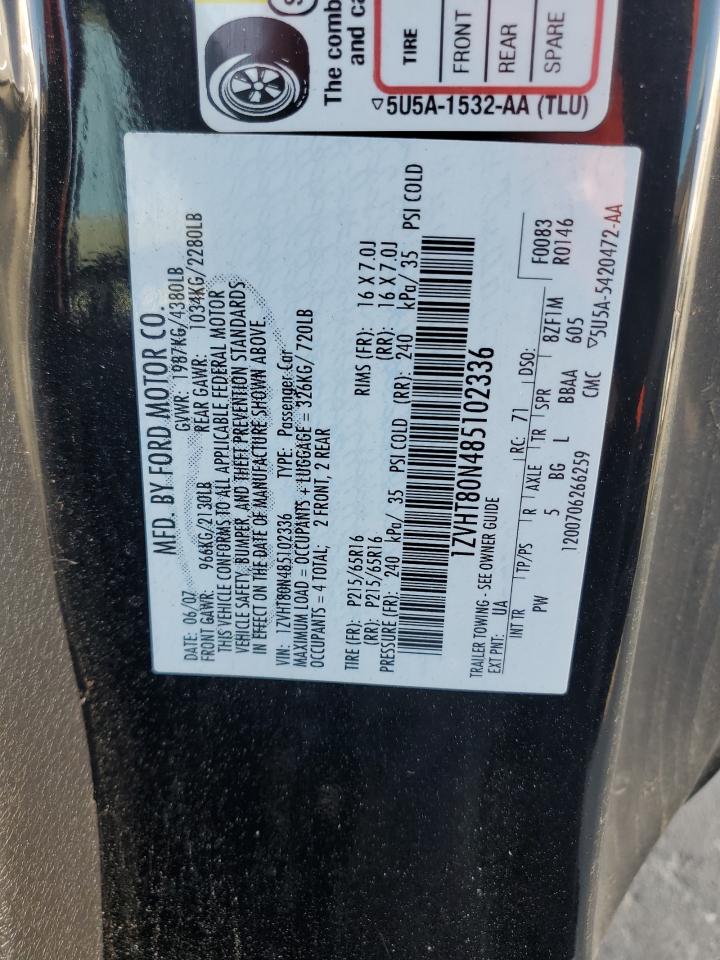 The comb
and ca
TIRE
FRONT
REAR
SPARE
▽5U5A-1532-AA (TLU)
MFD. BY FORD MOTOR CO.
DATE: 06/07 GVWR: 1987KG/4380LB
FRONT GAWR: 966KG/2130LB REAR GAWR: 1034KG/2280LB
THIS VEHICLE CONFORMS TO ALL APPLICABLE FEDERAL MOTOR
VEHICLE SAFETY, BUMPER, AND THEFT PREVENTION STANDARDS
IN EFFECT ON THE DATE OF MANUFACTURE SHOWN ABOVE.
VIN: 1ZVHT80N485102336 TYPE: Passenger Car
MAXIMUM LOAD = OCCUPANTS + LUGGAGE = 326KG/ 720LB
OCCUPANTS = 4 TOTAL; 2 FRONT, 2 REAR
TIRE (FR): P215/65R16 RIMS (FR): 16 X 7.0J
(RR): P215/65R16 (RR): 16 X 7.0J
PRESSURE (FR): 240 kPa/ 35 PSI COLD (RR): 240 kPa/ 35 PSI COLD
1ZVHT80N485102336
TRAILER TOWING - SEE OWNER GUIDE
EXT PNT: UA RC: 71 DSO: F0083
R0146
INT TR TP/PS R AXLE TR SPR
PW 5 BG L BBAA 8ZF1M
605
1200706266259 CMC ▽5U5A-5420472-AA